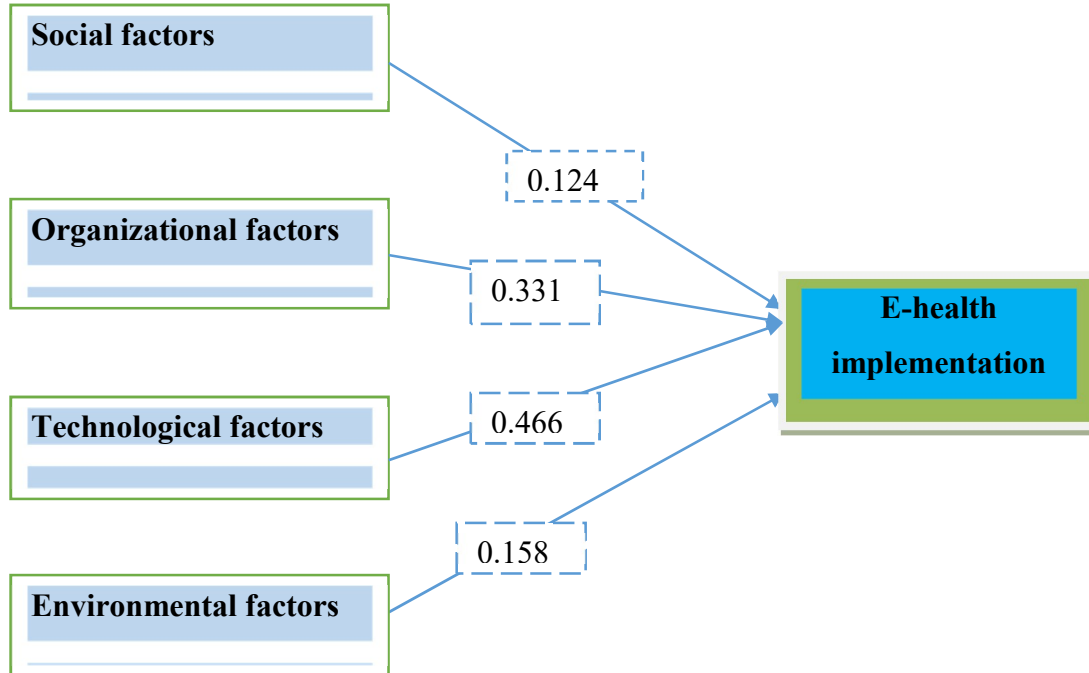 Social factors
0.124
Organizational factors
0.331
E-health
implementation
Technological factors
0.466
0.158
Environmental factors